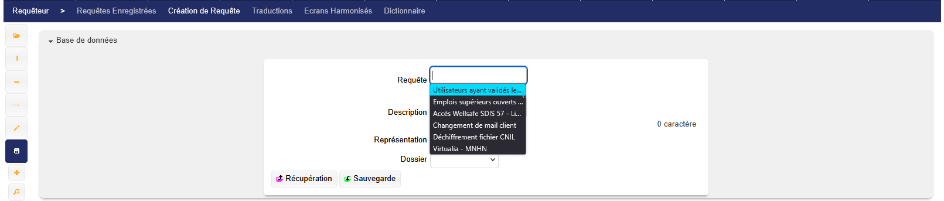 Requêteur > Requêtes Enregistrées Création de Requête Traductions Ecrans Harmonisés Dictionnaire
Base de données
Requête
Utilisateurs ayant validés le...
Emplois supérieurs ouverts ...
Accès Wellsafe SDIS 57 - Li...
Description
Changement de mail client
0 caractère
Déchiffrement fichier CNIL
Représentation
Virtualia - MNHN
Dossier
Récupération Sauvegarde